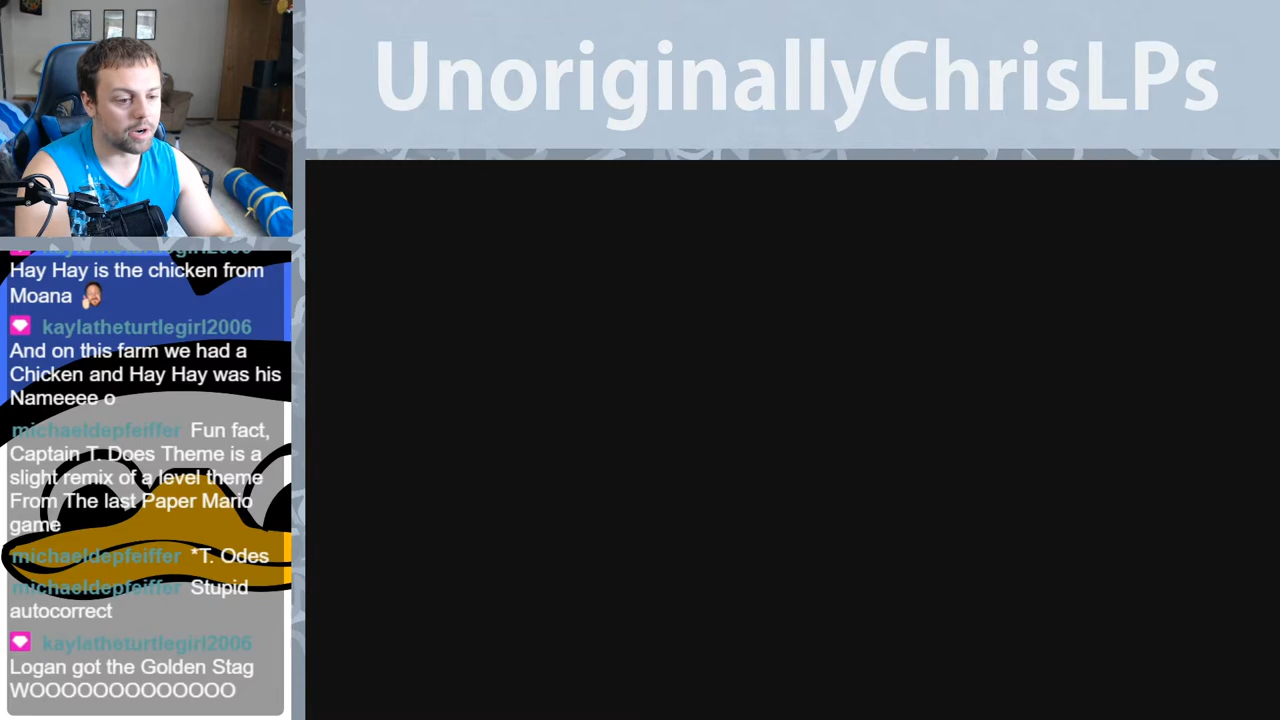 UnoriginallyChrisLPs
Hay Hay is the chicken from
Moana
kaylatheturtlegirl2006
And on this farm we had a
Chicken and Hay Hay was his
Nameeee o
michaeldepfeiffer Fun fact,
Captain T. Does Theme is a
slight remix of a level theme
From The last Paper Mario
game
michaeldepfeiffer *T. Odes
michaeldepfeiffer Stupid
autocorrect
kaylatheturtlegirl2006
Logan got the Golden Stag
WOOOOOOOOOOOOO